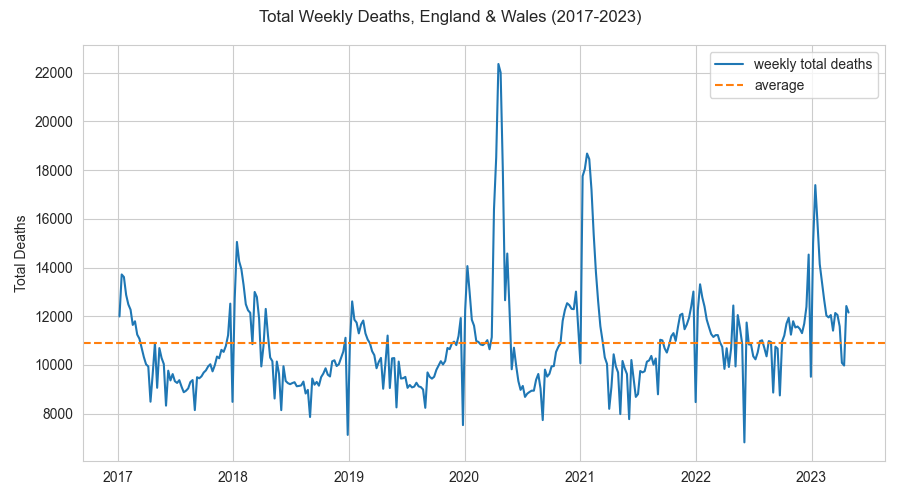 Total Weekly Deaths, England & Wales (2017-2023)
weekly total deaths
average
Total Deaths
22000
20000
18000
16000
14000
12000
10000
8000
2017 2018 2019 2020 2021 2022 2023